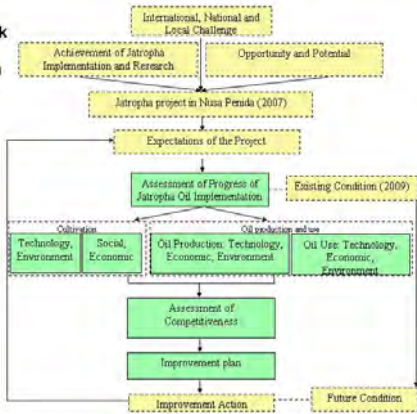 International, National and
Local Challenge
Achievement of Jatropha
Implementation and Research
Opportunity and Potential
Jatropha project in Nusa Penida (2007)
Expectations of the Project
Assessment of Progress of
Jatropha Oil Implementation
Existing Condition (2009)
Cultivation
Oil production and use
Technology,
Environment
Social,
Economic
Oil Production: Technology,
Economic, Environment
Oil Use: Technology,
Economic,
Environment
Assessment of
Competitiveness
Improvement plan
Improvement Action
Future Condition